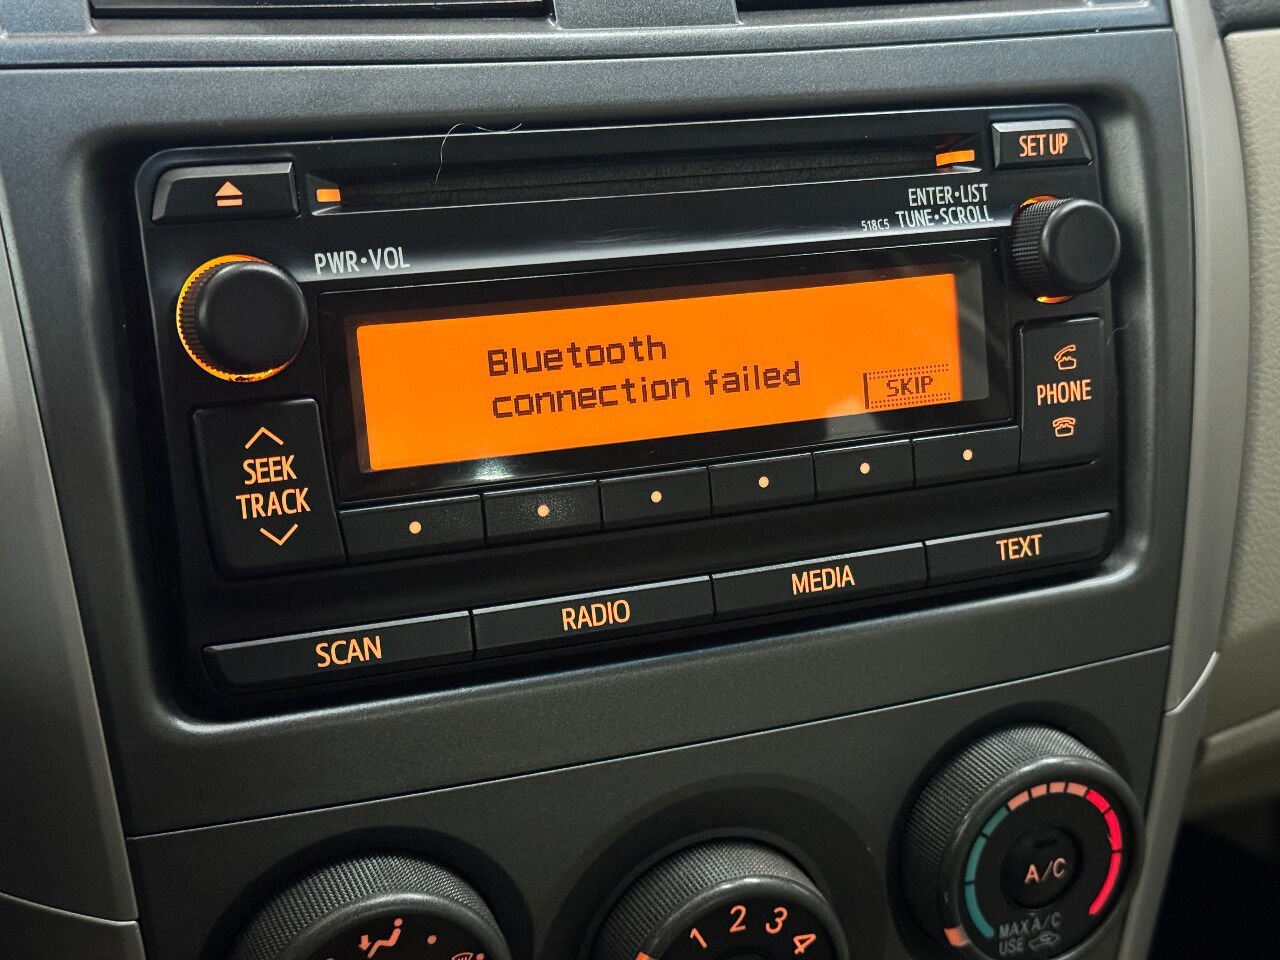 SET UP
ENTER•LIST
518C5 TUNE•SCROLL
PWR•VOL
Bluetooth
connection failed
SKIP
PHONE
SEEK
TRACK
SCAN
RADIO
MEDIA
TEXT
A/C
MAX A/C
USE
1 2 3 4